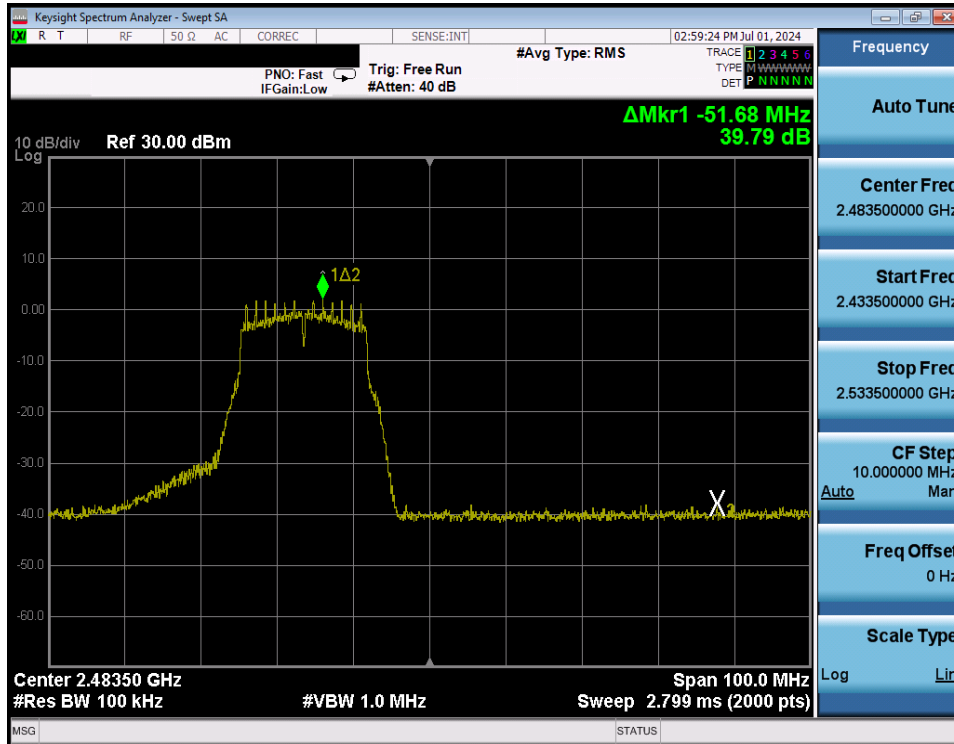 Keysight Spectrum Analyzer - Swept SA
LXI R T RF 50 Ω AC CORREC SENSE:INT 02:59:24 PM Jul 01, 2024
PNO: Fast
IFGain:Low
Trig: Free Run
#Atten: 40 dB
#Avg Type: RMS
TRACE 1 2 3 4 5 6
TYPE M W W W W W
DET P N N N N N
ΔMkr1 -51.68 MHz
39.79 dB
10 dB/div
Log
Ref 30.00 dBm
20.0
10.0
0.00
-10.0
-20.0
-30.0
-40.0
-50.0
-60.0
1Δ2
X2
Center 2.48350 GHz
#Res BW 100 kHz
#VBW 1.0 MHz
Span 100.0 MHz
Sweep 2.799 ms (2000 pts)
MSG
STATUS
Frequency
Auto Tune
Center Freq
2.483500000 GHz
Start Freq
2.433500000 GHz
Stop Freq
2.533500000 GHz
CF Step
10.000000 MHz
Auto Man
Freq Offset
0 Hz
Scale Type
Log Lin